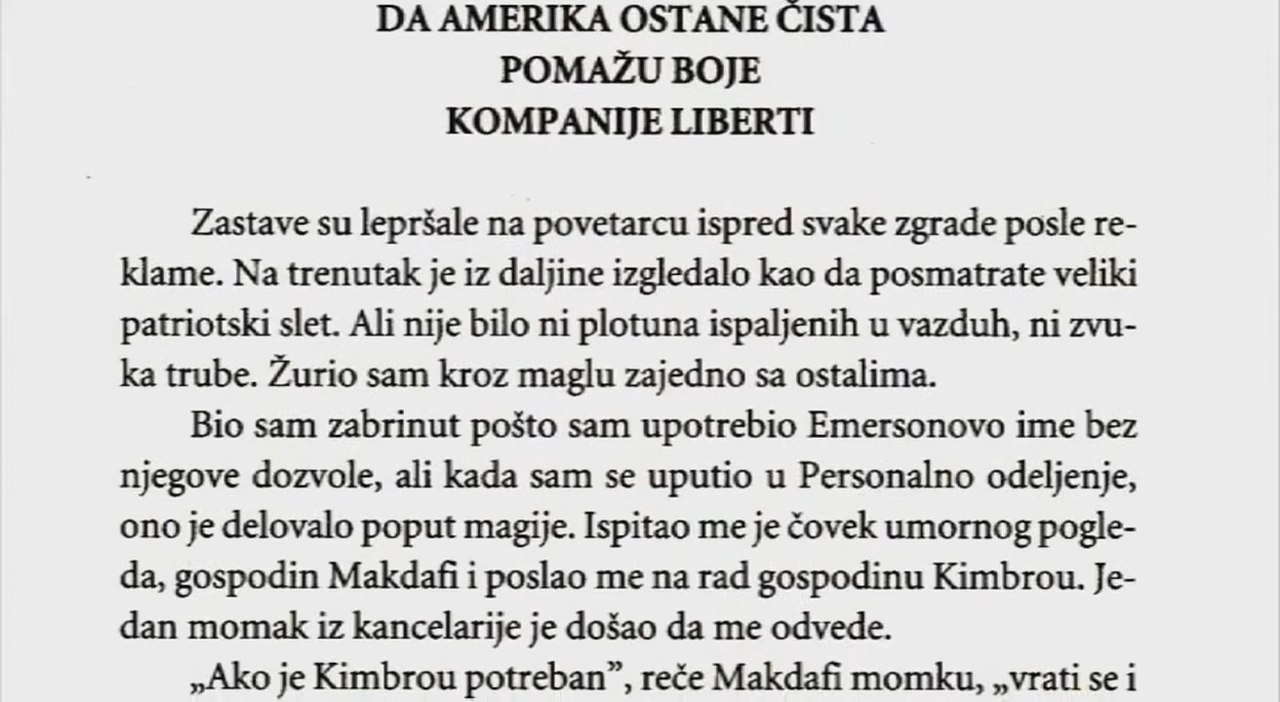 DA AMERIKA OSTANE ČISTA
POMAŽU BOJE
KOMPANIJE LIBERTI
Zastave su lepršale na povetarcu ispred svake zgrade posle re-
klame. Na trenutak je iz daljine izgledalo kao da posmatrate veliki
patriotski slet. Ali nije bilo ni plotuna ispaljenih u vazduh, ni zvu-
ka trube. Žurio sam kroz maglu zajedno sa ostalima.
Bio sam zabrinut pošto sam upotrebio Emersonovo ime bez
njegove dozvole, ali kada sam se uputio u Personalno odeljenje,
ono je delovalo poput magije. Ispitao me je čovek umornog pogle-
da, gospodin Makdafi i poslao me na rad gospodinu Kimbrou. Je-
dan momak iz kancelarije je došao da me odvede.
„Ako je Kimbrou potreban”, reče Makdafi momku, „vrati se i